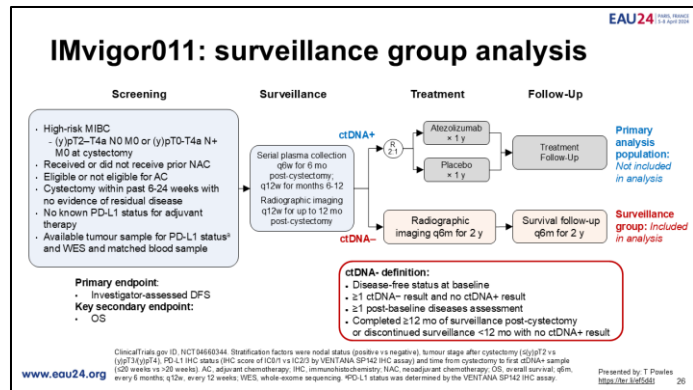 EAU24 PARIS, FRANCE
5-8 April 2024
IMvigor011: surveillance group analysis
Screening
Surveillance
Treatment
Follow-Up
· High-risk MIBC
- (y)pT2–T4a N0 M0 or (y)pT0-T4a N+
M0 at cystectomy
· Received or did not receive prior NAC
· Eligible or not eligible for AC
· Cystectomy within past 6-24 weeks with
no evidence of residual disease
· No known PD-L1 status for adjuvant
therapy
· Available tumour sample for PD-L1 statusᵃ
and WES and matched blood sample
Serial plasma collection
q6w for 6 mo
post-cystectomy;
q12w for months 6-12
Radiographic imaging
q12w for up to 12 mo
post-cystectomy
ctDNA+
R
2:1
Atezolizumab
× 1 y
Placebo
× 1 y
Treatment
Follow-Up
Primary
analysis
population:
Not included
in analysis
ctDNA–
Radiographic
imaging q6m for 2 y
Survival follow-up
q6m for 2 y
Surveillance
group: Included
in analysis
Primary endpoint:
• Investigator-assessed DFS
Key secondary endpoint:
• OS
ctDNA- definition:
• Disease-free status at baseline
• ≥1 ctDNA− result and no ctDNA+ result
• ≥1 post-baseline diseases assessment
• Completed ≥12 mo of surveillance post-cystectomy
or discontinued surveillance <12 mo with no ctDNA+ result
ClinicalTrials.gov ID, NCT04660344. Stratification factors were nodal status (positive vs negative), tumour stage after cystectomy (≤(y)pT2 vs
(y)pT3/(y)pT4), PD-L1 IHC status (IHC score of IC0/1 vs IC2/3 by VENTANA SP142 IHC assay) and time from cystectomy to first ctDNA+ sample
(≤20 weeks vs >20 weeks). AC, adjuvant chemotherapy; IHC, immunohistochemistry; NAC, neoadjuvant chemotherapy; OS, overall survival; q6m,
every 6 months; q12w, every 12 weeks; WES, whole-exome sequencing. ᵃPD-L1 status was determined by the VENTANA SP142 IHC assay.
www.eau24.org
Presented by: T Powles
https://ter.li/ef5d4t
26